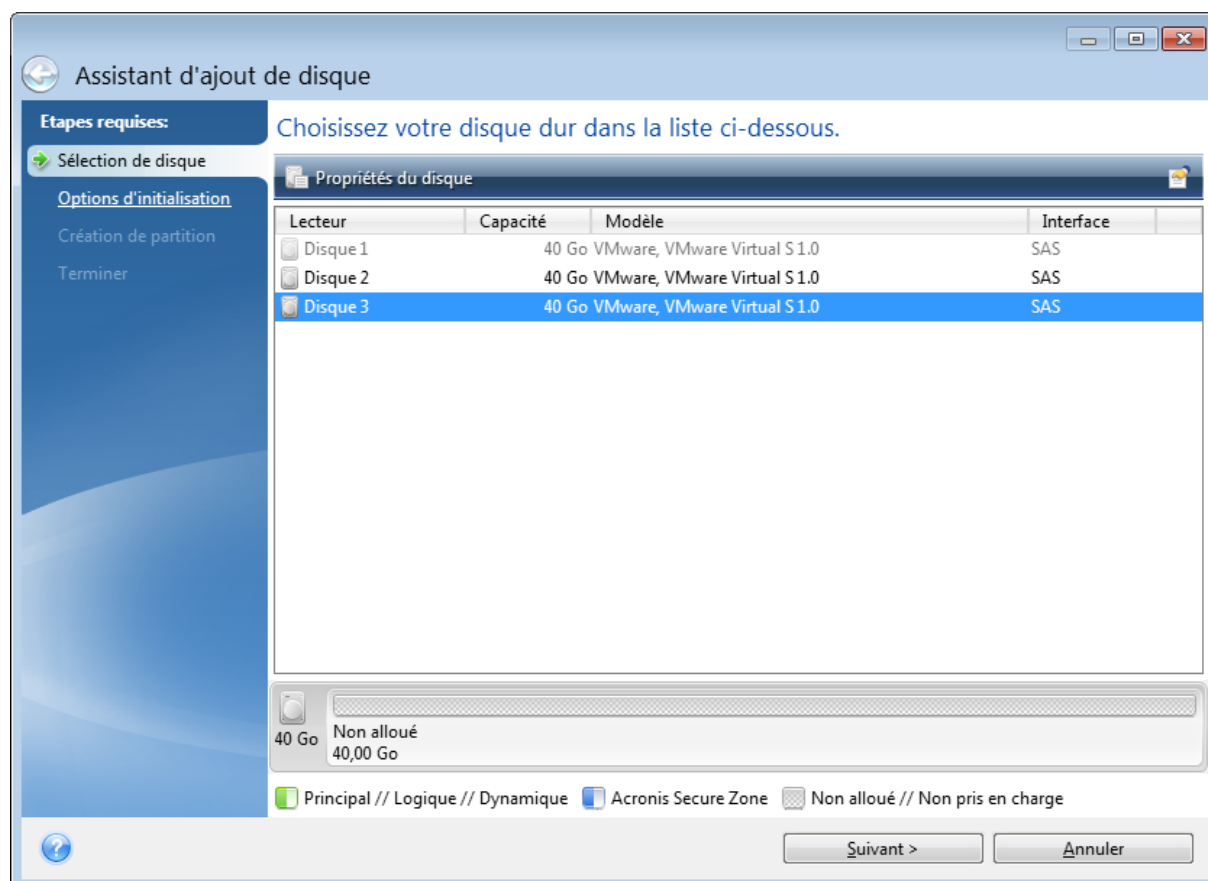 Assistant d'ajout de disque
Etapes requises:
Sélection de disque
Options d'initialisation
Création de partition
Terminer
Choisissez votre disque dur dans la liste ci-dessous.
Propriétés du disque
Lecteur Capacité Modèle Interface
Disque 1 40 Go VMware, VMware Virtual S 1.0 SAS
Disque 2 40 Go VMware, VMware Virtual S 1.0 SAS
Disque 3 40 Go VMware, VMware Virtual S 1.0 SAS
40 Go Non alloué
40,00 Go
Principal // Logique // Dynamique Acronis Secure Zone Non alloué // Non pris en charge
Suivant > Annuler